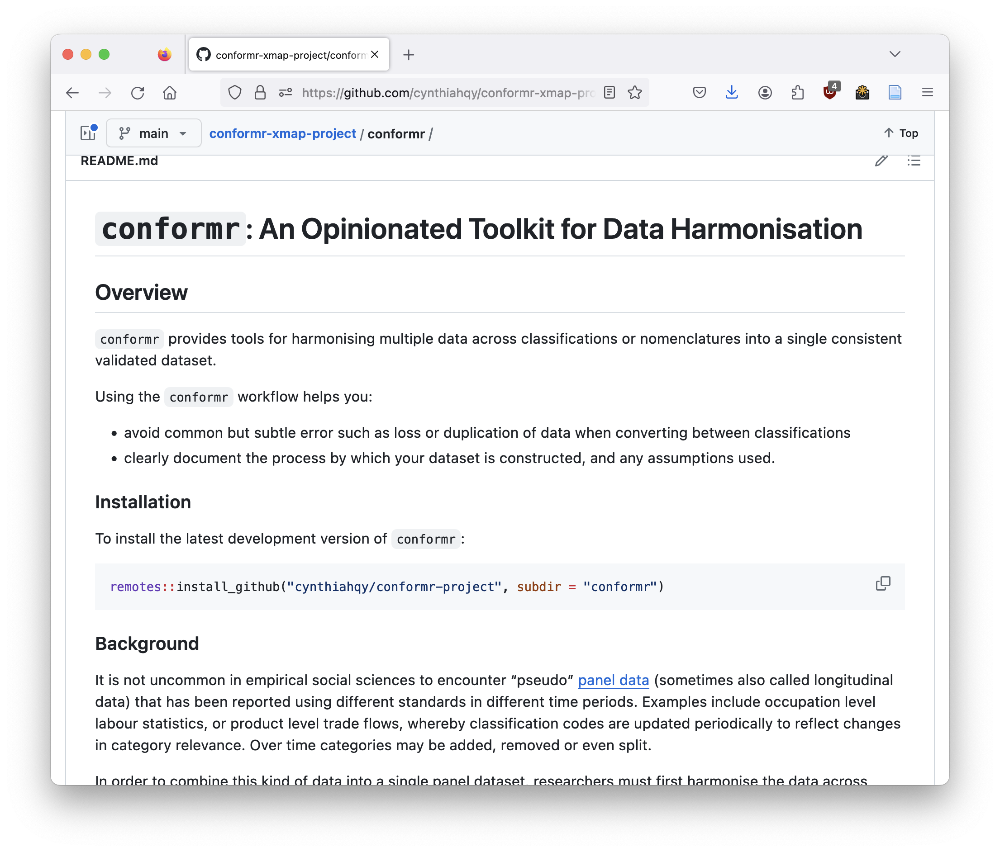 conformr-xmap-project/conform
4
https://github.com/cynthiahqy/conformr-xmap-pro
main
conformr-xmap-project / conformr /
Top
README.md
conformr: An Opinionated Toolkit for Data Harmonisation
Overview
conformr provides tools for harmonising multiple data across classifications or nomenclatures into a single consistent
validated dataset.
Using the conformr workflow helps you:
• avoid common but subtle error such as loss or duplication of data when converting between classifications
• clearly document the process by which your dataset is constructed, and any assumptions used.
Installation
To install the latest development version of conformr:
remotes::install_github("cynthiahqy/conformr-project", subdir = "conformr")
Background
It is not uncommon in empirical social sciences to encounter “pseudo” panel data (sometimes also called longitudinal
data) that has been reported using different standards in different time periods. Examples include occupation level
labour statistics, or product level trade flows, whereby classification codes are updated periodically to reflect changes
in category relevance. Over time categories may be added, removed or even split.
In order to combine this kind of data into a single panel dataset, researchers must first harmonise the data across